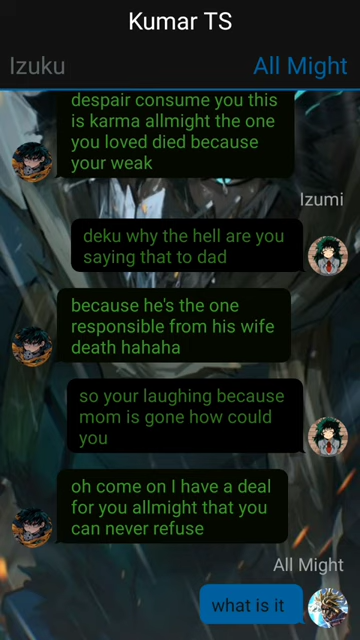 Kumar TS
Izuku
All Might
despair consume you this
is karma allmight the one
you loved died because
your weak
Izumi
deku why the hell are you
saying that to dad
because he's the one
responsible from his wife
death hahaha
so your laughing because
mom is gone how could
you
oh come on I have a deal
for you allmight that you
can never refuse
All Might
what is it